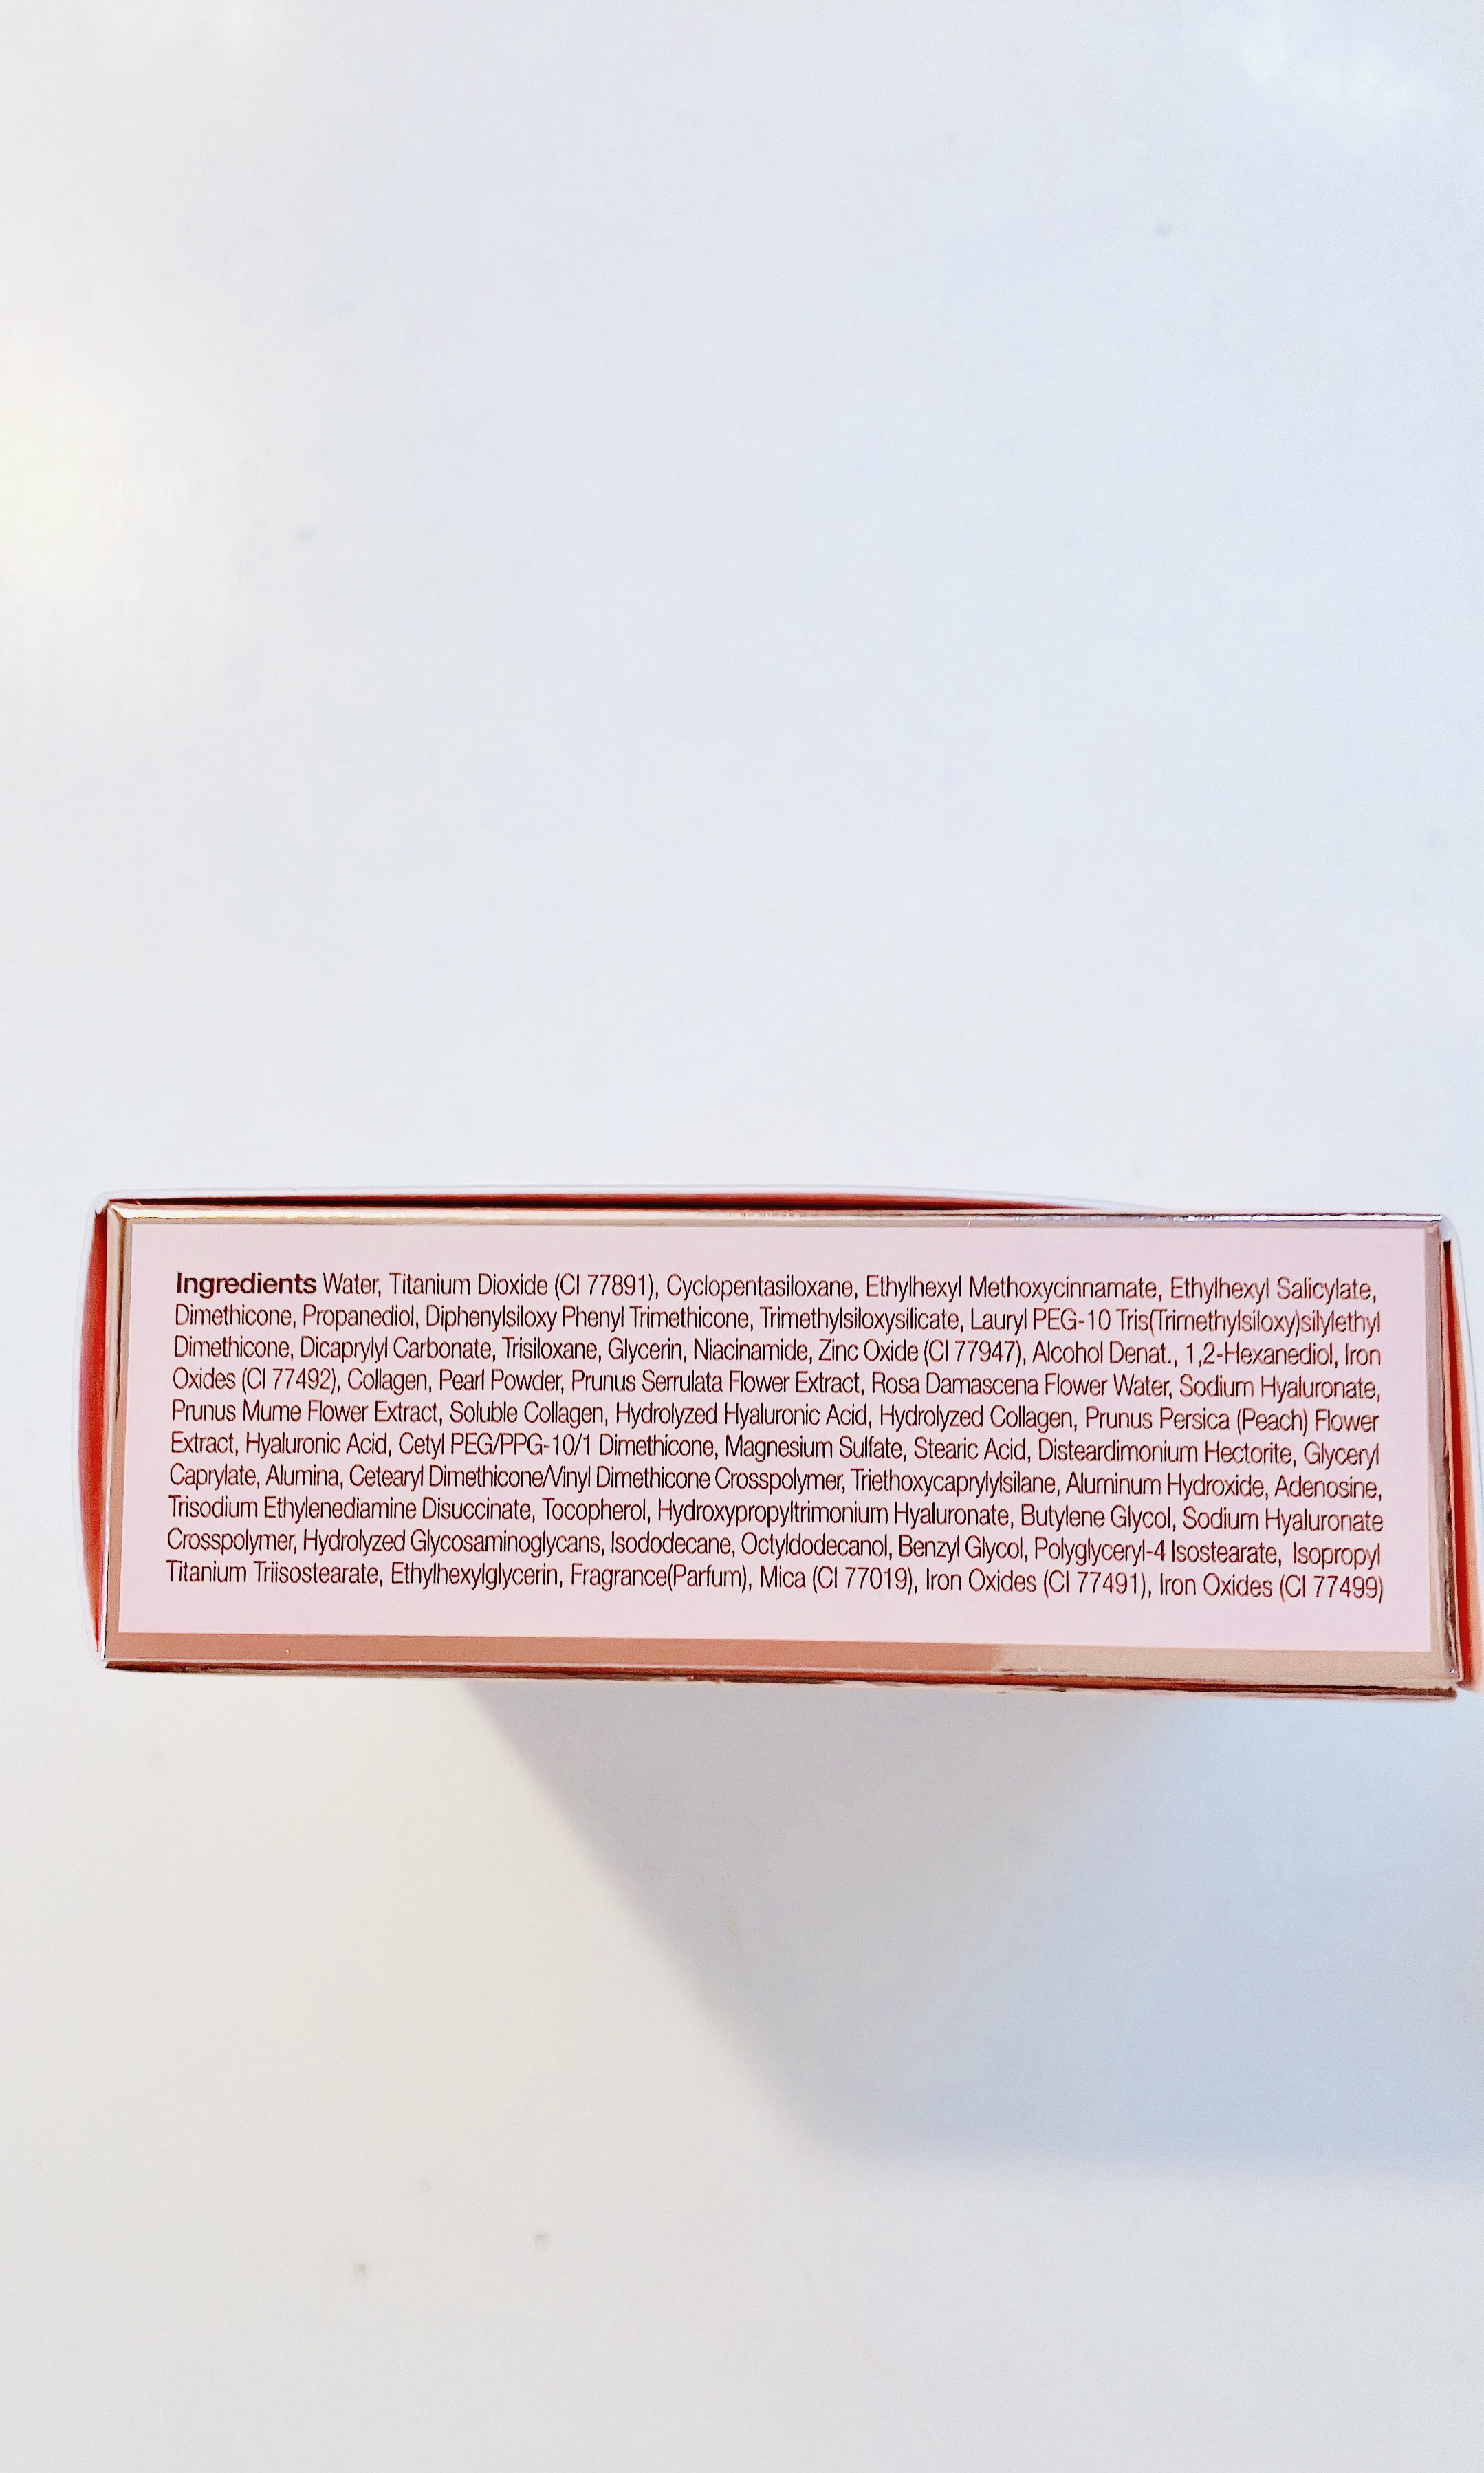 Ingredients Water, Titanium Dioxide (CI 77891), Cyclopentasiloxane, Ethylhexyl Methoxycinnamate, Ethylhexyl Salicylate,
Dimethicone, Propanediol, Diphenylsiloxy Phenyl Trimethicone, Trimethylsiloxysilicate, Lauryl PEG-10 Tris(Trimethylsiloxy)silylethyl
Dimethicone, Dicaprylyl Carbonate, Trisiloxane, Glycerin, Niacinamide, Zinc Oxide (CI 77947), Alcohol Denat., 1,2-Hexanediol, Iron
Oxides (CI 77492), Collagen, Pearl Powder, Prunus Serrulata Flower Extract, Rosa Damascena Flower Water, Sodium Hyaluronate,
Prunus Mume Flower Extract, Soluble Collagen, Hydrolyzed Hyaluronic Acid, Hydrolyzed Collagen, Prunus Persica (Peach) Flower
Extract, Hyaluronic Acid, Cetyl PEG/PPG-10/1 Dimethicone, Magnesium Sulfate, Stearic Acid, Disteardimonium Hectorite, Glyceryl
Caprylate, Alumina, Cetearyl Dimethicone/Vinyl Dimethicone Crosspolymer, Triethoxycaprylylsilane, Aluminum Hydroxide, Adenosine,
Trisodium Ethylenediamine Disuccinate, Tocopherol, Hydroxypropyltrimonium Hyaluronate, Butylene Glycol, Sodium Hyaluronate
Crosspolymer, Hydrolyzed Glycosaminoglycans, Isododecane, Octyldodecanol, Benzyl Glycol, Polyglyceryl-4 Isostearate, Isopropyl
Titanium Triisostearate, Ethylhexylglycerin, Fragrance(Parfum), Mica (CI 77019), Iron Oxides (CI 77491), Iron Oxides (CI 77499)